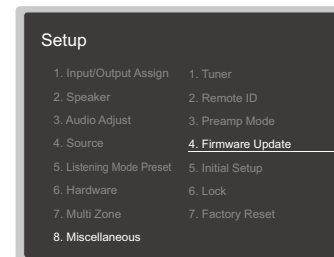 Setup
1. Input/Output Assign
2. Speaker
3. Audio Adjust
4. Source
5. Listening Mode Preset
6. Hardware
7. Multi Zone
8. Miscellaneous
1. Tuner
2. Remote ID
3. Preamp Mode
4. Firmware Update
5. Initial Setup
6. Lock
7. Factory Reset